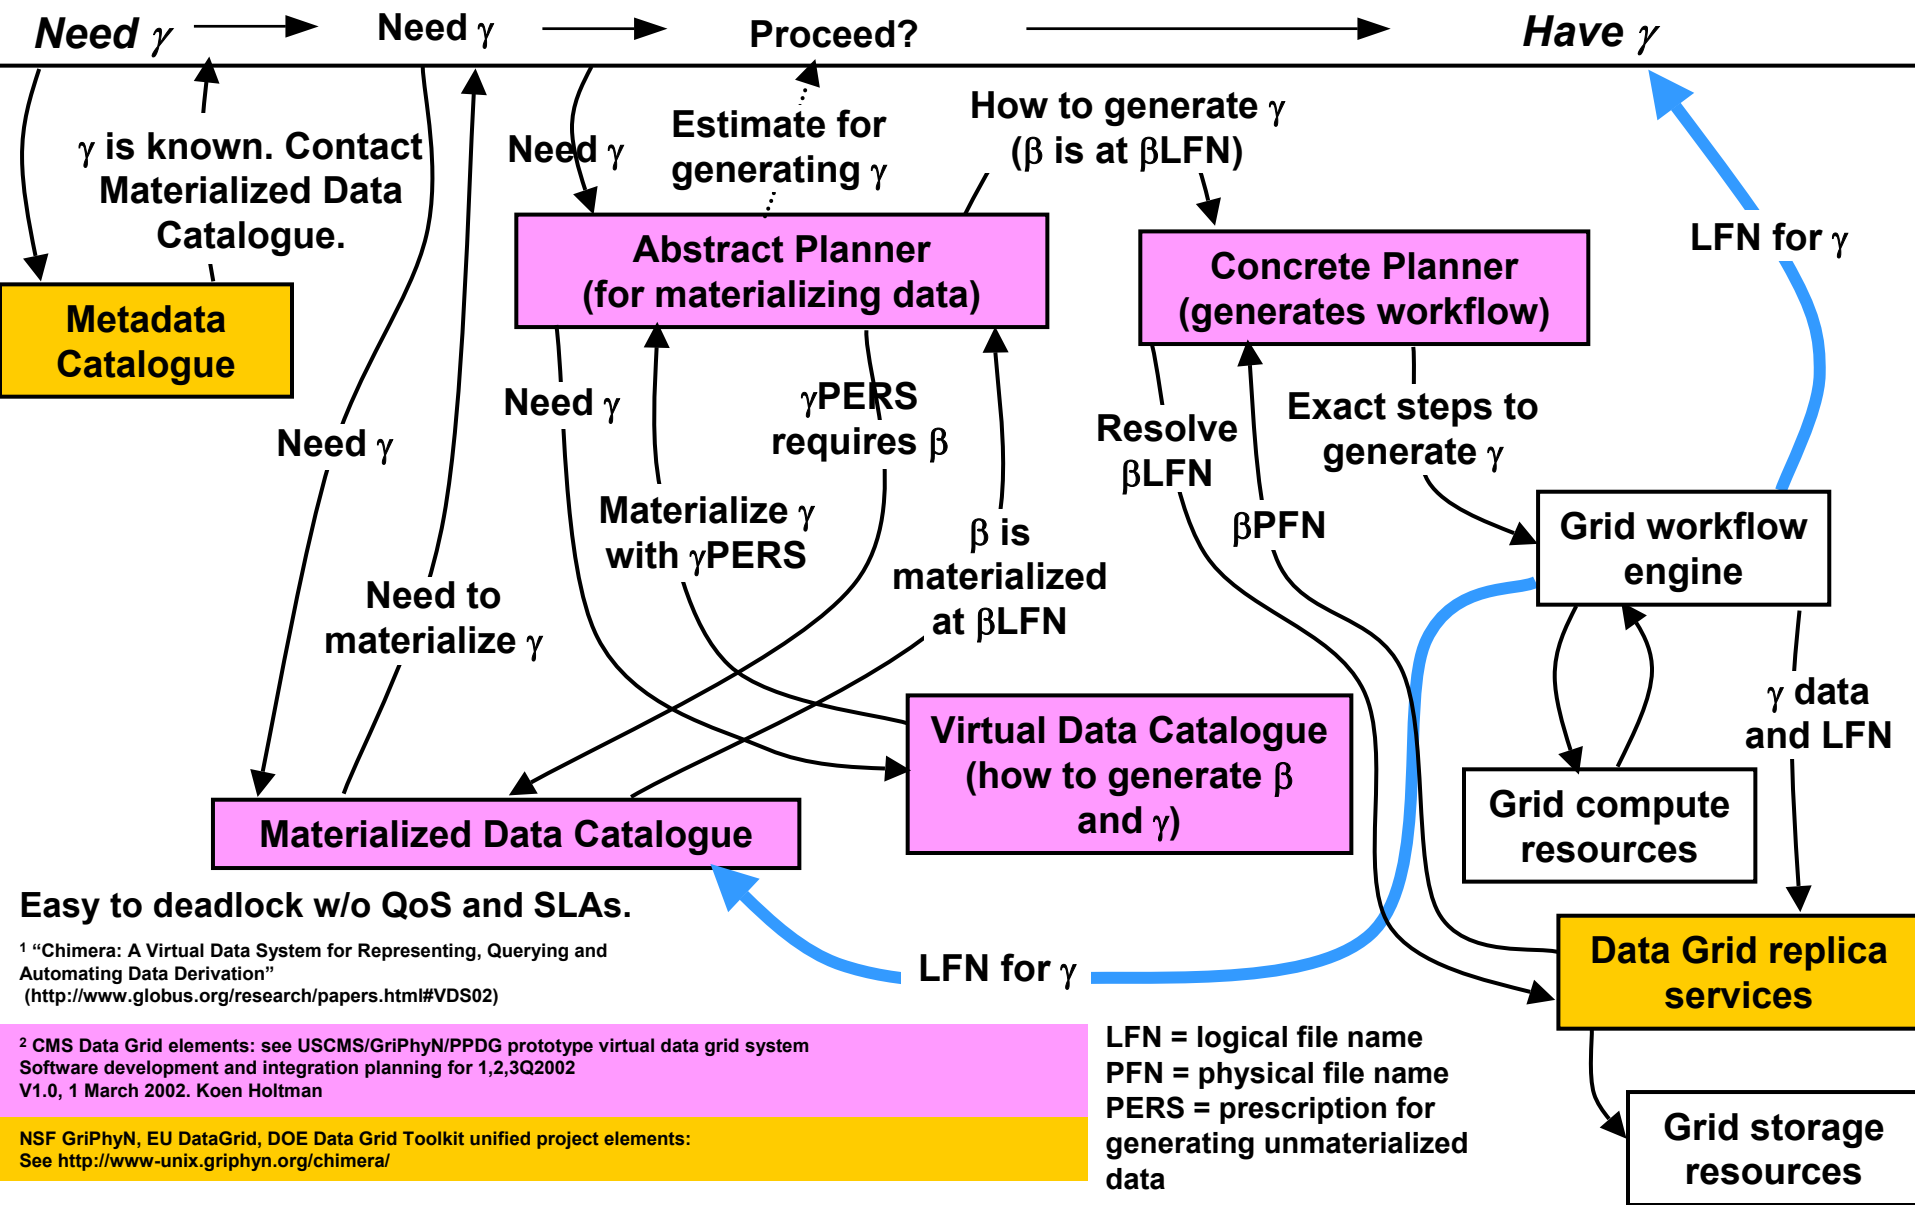 Need γ
Need γ
Proceed?
Have γ
γ is known. Contact
Materialized Data
Catalogue.
Need γ
Estimate for
generating γ
How to generate γ
(β is at βLFN)
LFN for γ
Abstract Planner
(for materializing data)
Concrete Planner
(generates workflow)
Metadata
Catalogue
Need γ
Need γ
γPERS
requires β
Resolve
βLFN
Exact steps to
generate γ
Materialize γ
with γPERS
β is
materialized
at βLFN
βPFN
Grid workflow
engine
Need to
materialize γ
γ data
and LFN
Virtual Data Catalogue
(how to generate β
and γ)
Materialized Data Catalogue
Grid compute
resources
Easy to deadlock w/o QoS and SLAs.
LFN for γ
Data Grid replica
services
1 “Chimera: A Virtual Data System for Representing, Querying and
Automating Data Derivation”
(http://www.globus.org/research/papers.html#VDS02)
2 CMS Data Grid elements: see USCMS/GriPhyN/PPDG prototype virtual data grid system
Software development and integration planning for 1,2,3Q2002
V1.0, 1 March 2002. Koen Holtman
NSF GriPhyN, EU DataGrid, DOE Data Grid Toolkit unified project elements:
See http://www-unix.griphyn.org/chimera/
LFN = logical file name
PFN = physical file name
PERS = prescription for
generating unmaterialized
data
Grid storage
resources